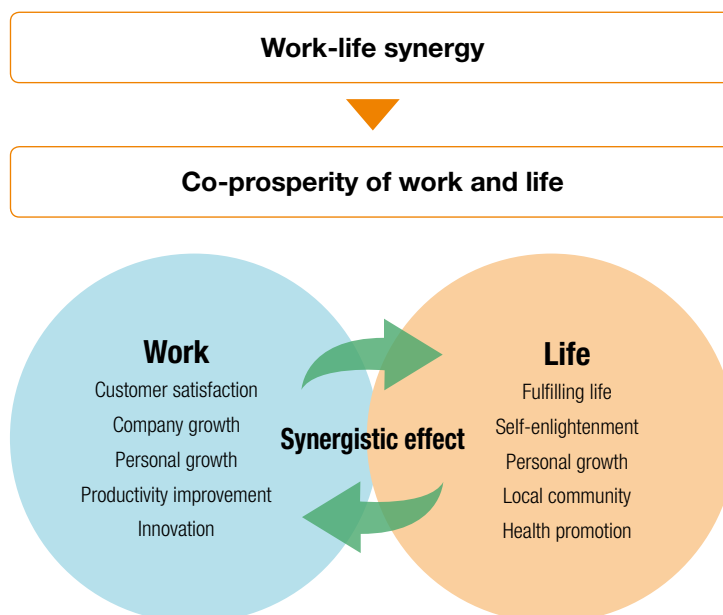 Work-life synergy
Co-prosperity of work and life
Work
Customer satisfaction
Company growth
Personal growth
Productivity improvement
Innovation
Synergistic effect
Life
Fulfilling life
Self-enlightenment
Personal growth
Local community
Health promotion